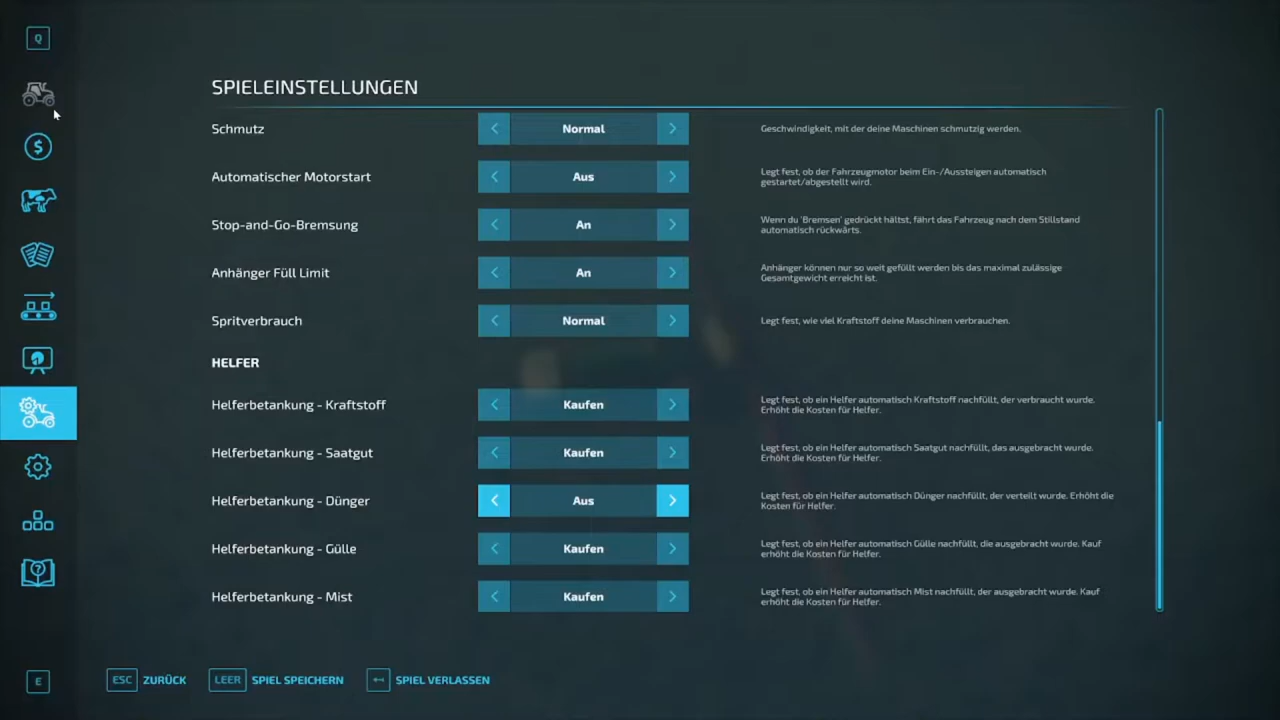 Q
SPIELEINSTELLUNGEN
Schmutz
Normal
Geschwindigkeit, mit der deine Maschinen schmutzig werden.
Automatischer Motorstart
Aus
Legt fest, ob der Fahrzeugmotor beim Ein-/Aussteigen automatisch
gestartet/abgestellt wird.
Stop-and-Go-Bremsung
An
Wenn du 'Bremsen' gedrückt hältst, fährt das Fahrzeug nach dem Stillstand
automatisch rückwärts.
Anhänger Füll Limit
An
Anhänger können nur so weit gefüllt werden bis das maximal zulässige
Gesamtgewicht erreicht ist.
Spritverbrauch
Normal
Legt fest, wie viel Kraftstoff deine Maschinen verbrauchen.
HELFER
Helferbetankung - Kraftstoff
Kaufen
Legt fest, ob ein Helfer automatisch Kraftstoff nachfüllt, der verbraucht wurde.
Erhöht die Kosten für Helfer.
Helferbetankung - Saatgut
Kaufen
Legt fest, ob ein Helfer automatisch Saatgut nachfüllt, das ausgebracht wurde.
Erhöht die Kosten für Helfer.
Helferbetankung - Dünger
Aus
Legt fest, ob ein Helfer automatisch Dünger nachfüllt, der verteilt wurde. Erhöht die
Kosten für Helfer.
Helferbetankung - Gülle
Kaufen
Legt fest, ob ein Helfer automatisch Gülle nachfüllt, die ausgebracht wurde. Kauf
erhöht die Kosten für Helfer.
Helferbetankung - Mist
Kaufen
Legt fest, ob ein Helfer automatisch Mist nachfüllt, der ausgebracht wurde. Kauf
erhöht die Kosten für Helfer.
E
ESC ZURÜCK LEER SPIEL SPEICHERN SPIEL VERLASSEN